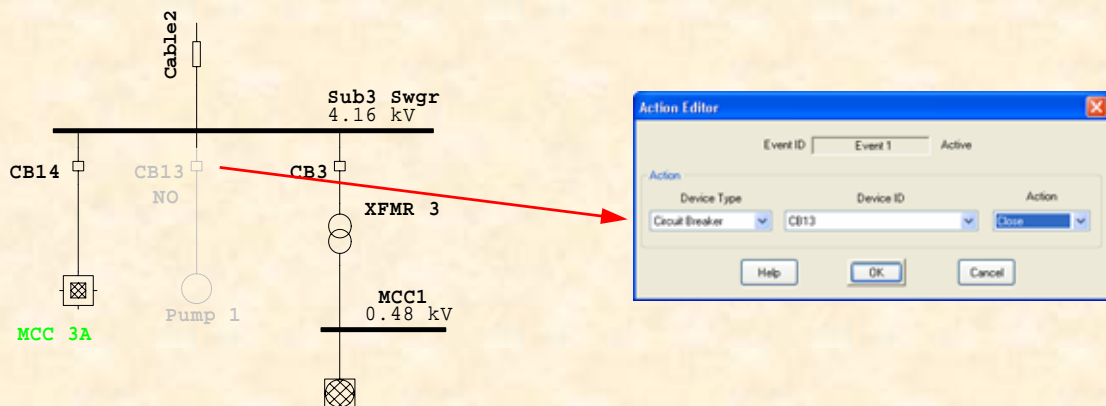 Cable2
Sub3 Swgr
4.16 kV
CB14
CB13
NO
CB3
XFMR 3
Pump 1
MCC 3A
MCC1
0.48 kV
Action Editor
Event ID Event 1 Active
Action
Device Type Device ID Action
Circuit Breaker CB13 Close
Help OK Cancel